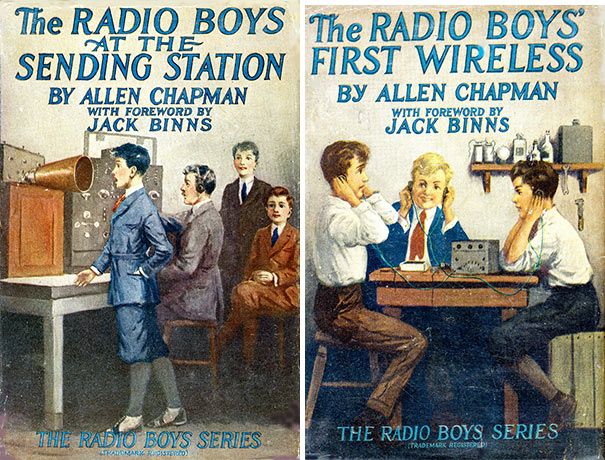 The RADIO BOYS
AT THE
SENDING STATION
BY ALLEN CHAPMAN
WITH FOREWORD BY
JACK BINNS
THE RADIO BOYS SERIES
(TRADEMARK REGISTERED)
The RADIO BOYS'
FIRST WIRELESS
BY ALLEN CHAPMAN
WITH FOREWORD BY
JACK BINNS
THE RADIO BOYS SERIES
(TRADEMARK REGISTERED)